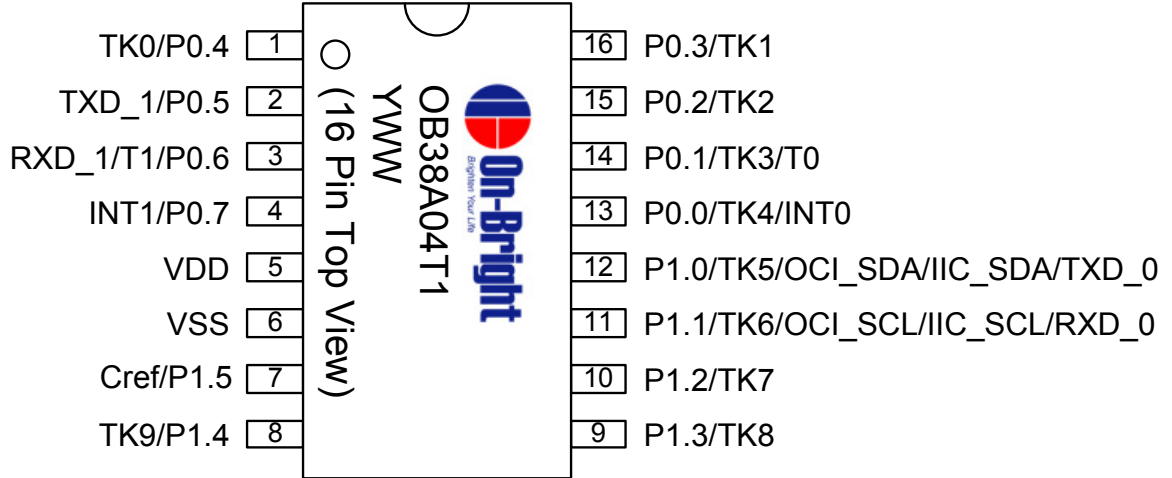 TK0/P0.4 1
TXD_1/P0.5 2
RXD_1/T1/P0.6 3
INT1/P0.7 4
VDD 5
VSS 6
Cref/P1.5 7
TK9/P1.4 8
On-Bright
Brighten Your Life
OB38A04T1
YWW
(16 Pin Top View)
16 P0.3/TK1
15 P0.2/TK2
14 P0.1/TK3/T0
13 P0.0/TK4/INT0
12 P1.0/TK5/OCI_SDA/IIC_SDA/TXD_0
11 P1.1/TK6/OCI_SCL/IIC_SCL/RXD_0
10 P1.2/TK7
9 P1.3/TK8